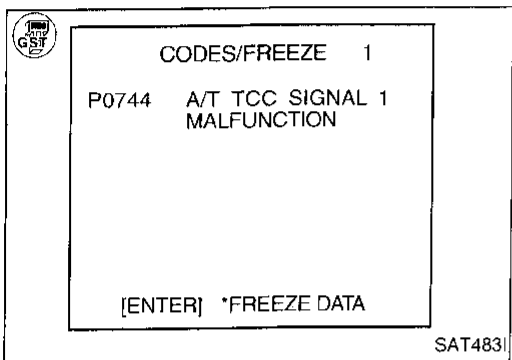 GST
CODES/FREEZE 1
P0744 A/T TCC SIGNAL 1
MALFUNCTION
[ENTER] *FREEZE DATA
SAT483I